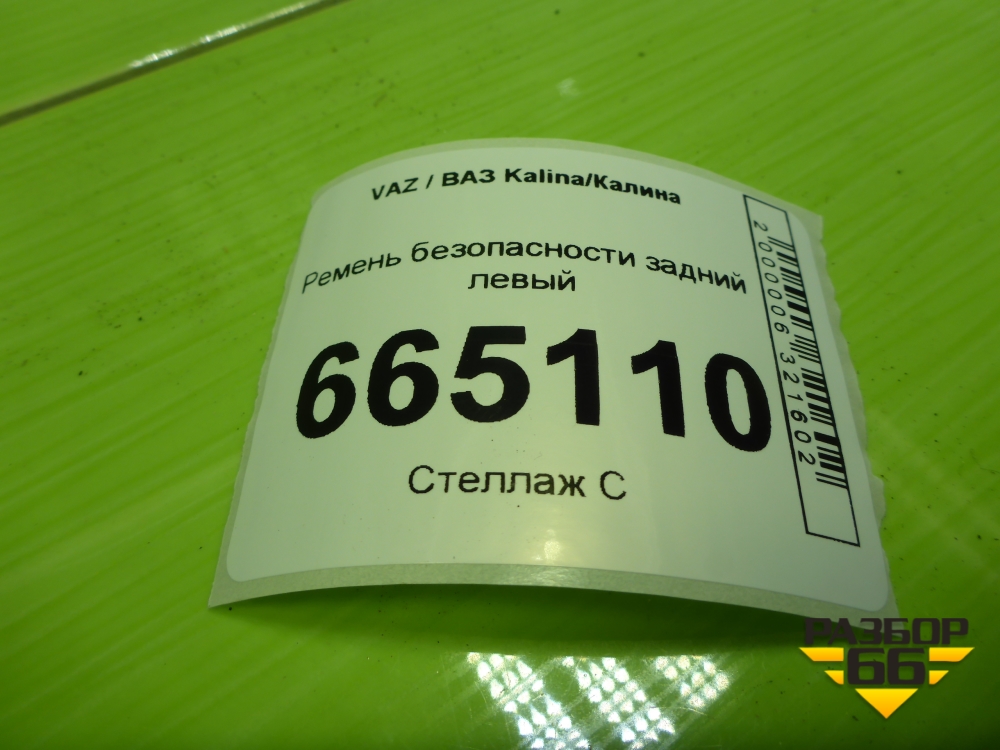 VAZ / ВАЗ Kalina/Калина
Ремень безопасности задний
левый
665110
Стеллаж С
2000006321602
РАЗБОР
66